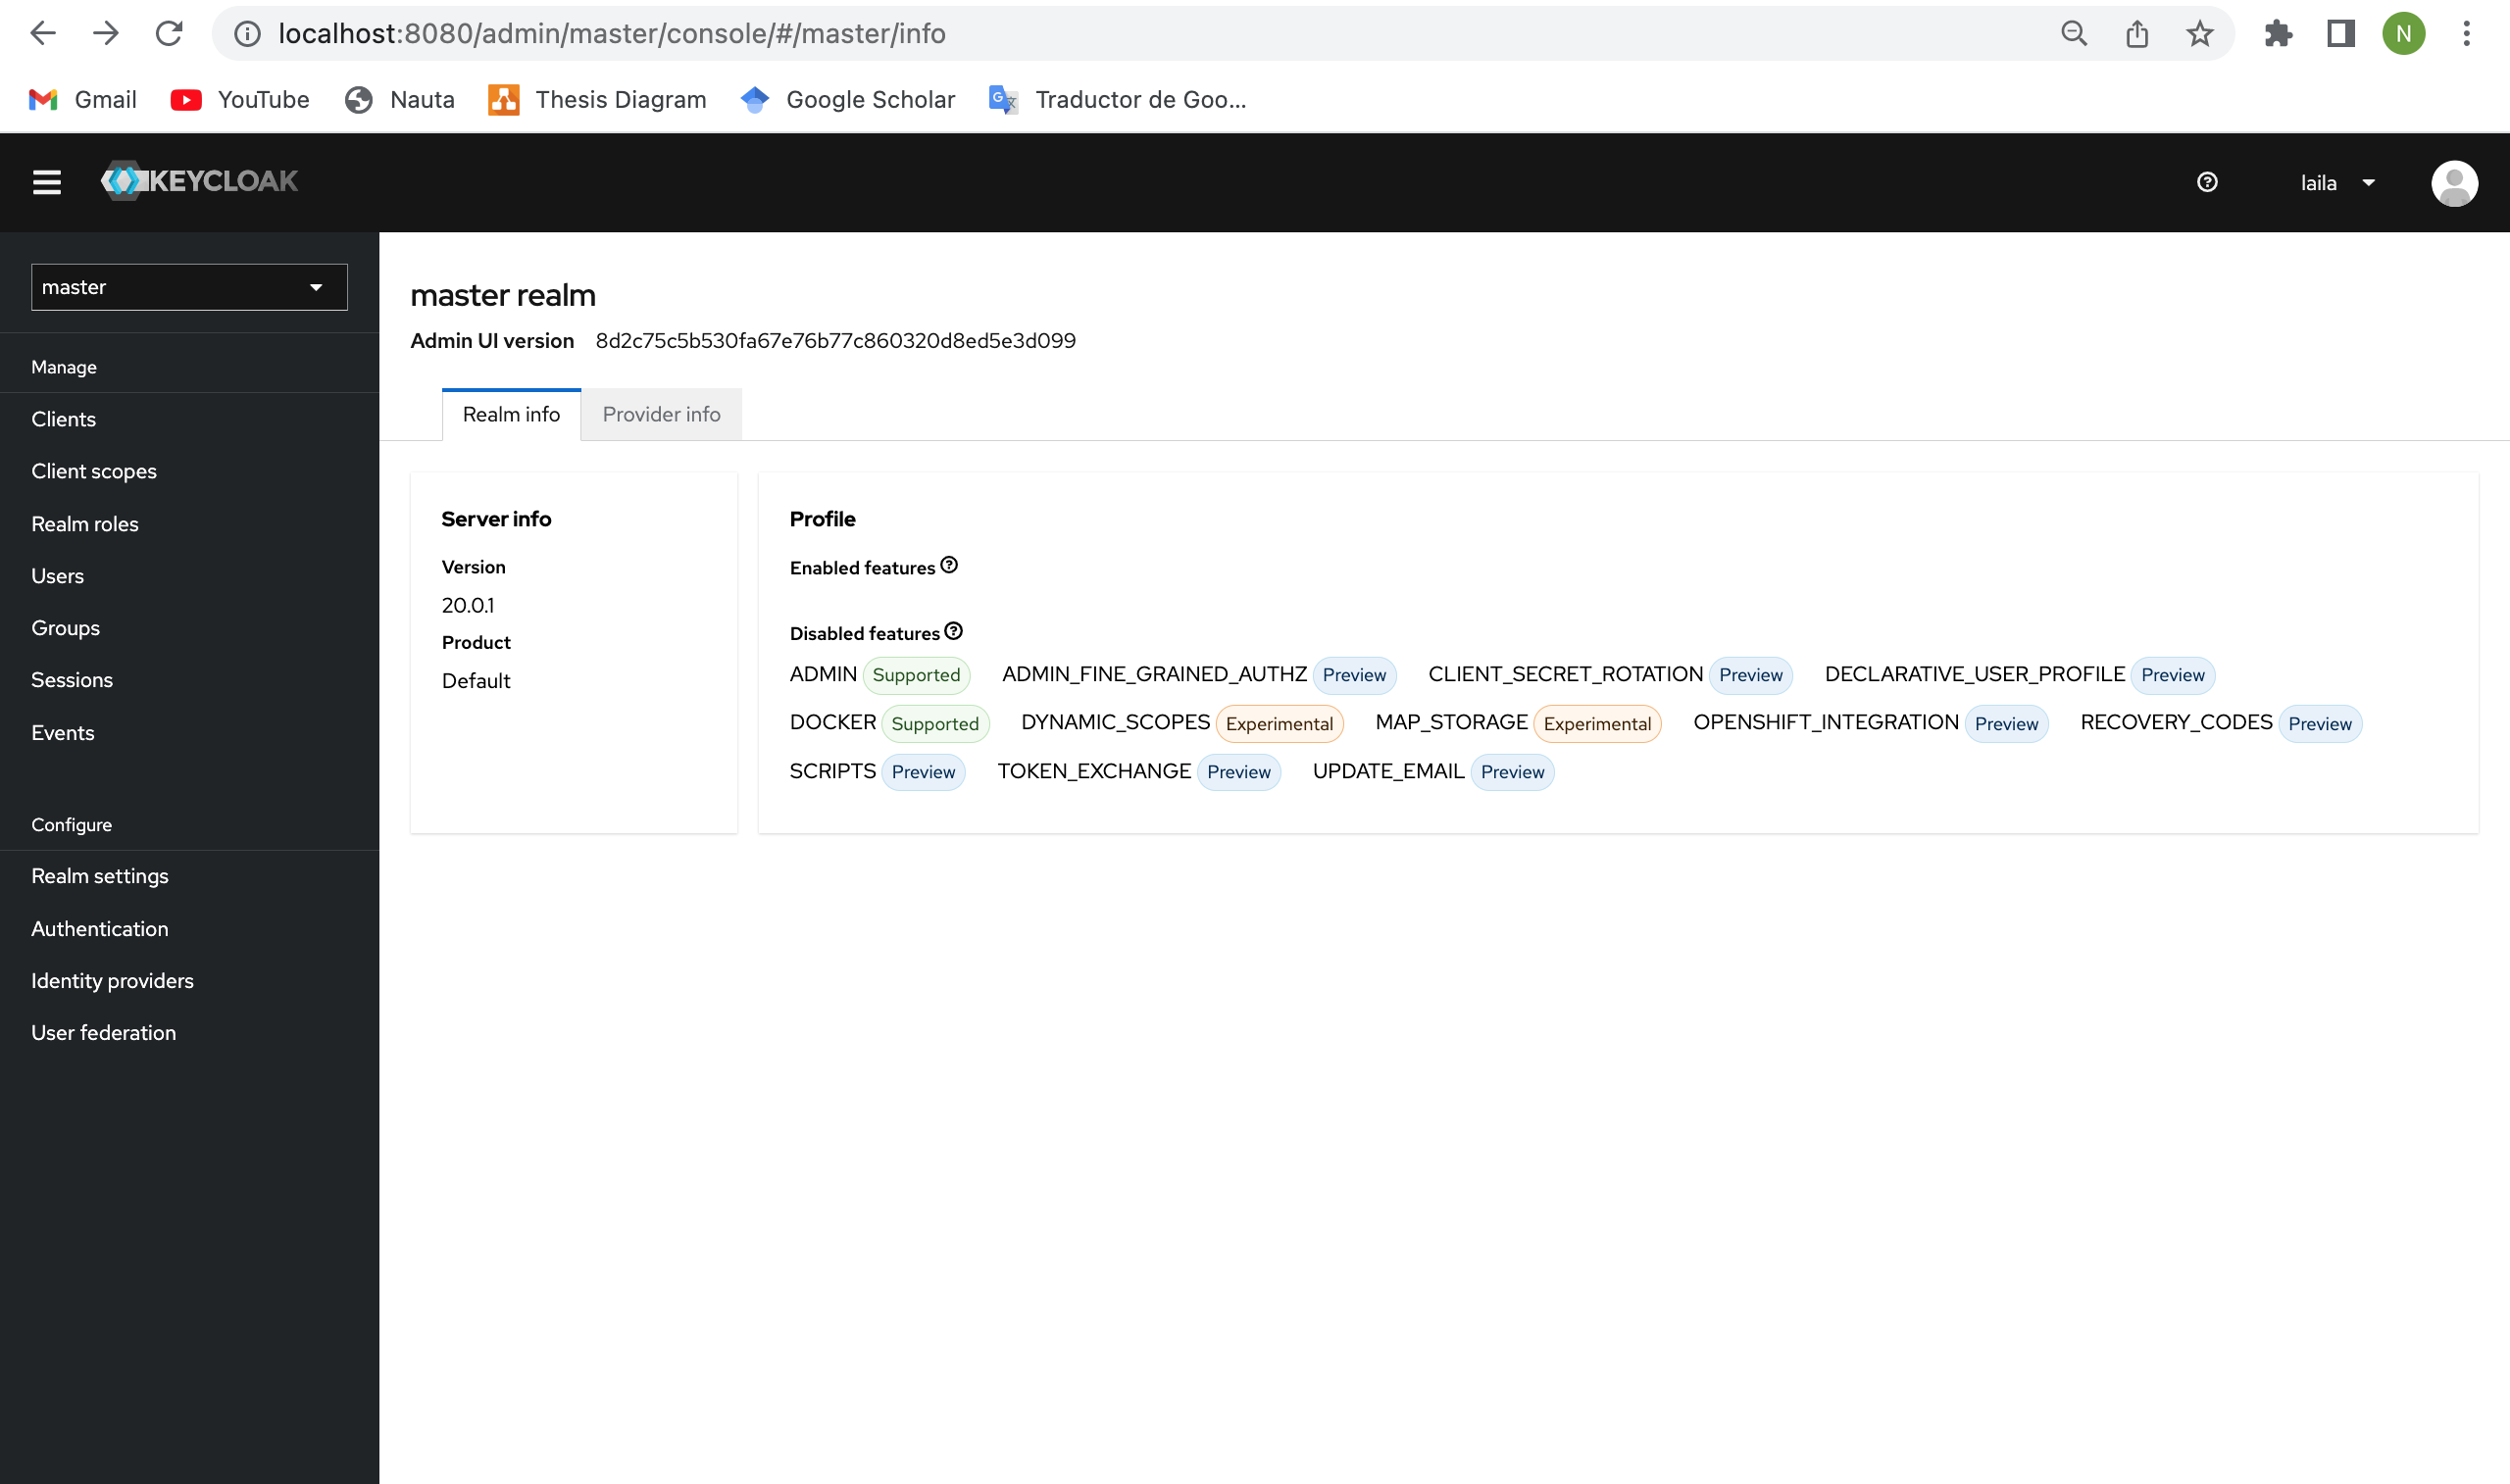 localhost:8080/admin/master/console/#/master/info
N
Gmail YouTube Nauta Thesis Diagram Google Scholar Traductor de Goo...
KEYCLOAK
laila
master
Manage
Clients
Client scopes
Realm roles
Users
Groups
Sessions
Events
Configure
Realm settings
Authentication
Identity providers
User federation
master realm
Admin UI version 8d2c75c5b530fa67e76b77c860320d8ed5e3d099
Realm info Provider info
Server info
Version
20.0.1
Product
Default
Profile
Enabled features
Disabled features
ADMIN Supported ADMIN_FINE_GRAINED_AUTHZ Preview CLIENT_SECRET_ROTATION Preview DECLARATIVE_USER_PROFILE Preview
DOCKER Supported DYNAMIC_SCOPES Experimental MAP_STORAGE Experimental OPENSHIFT_INTEGRATION Preview RECOVERY_CODES Preview
SCRIPTS Preview TOKEN_EXCHANGE Preview UPDATE_EMAIL Preview